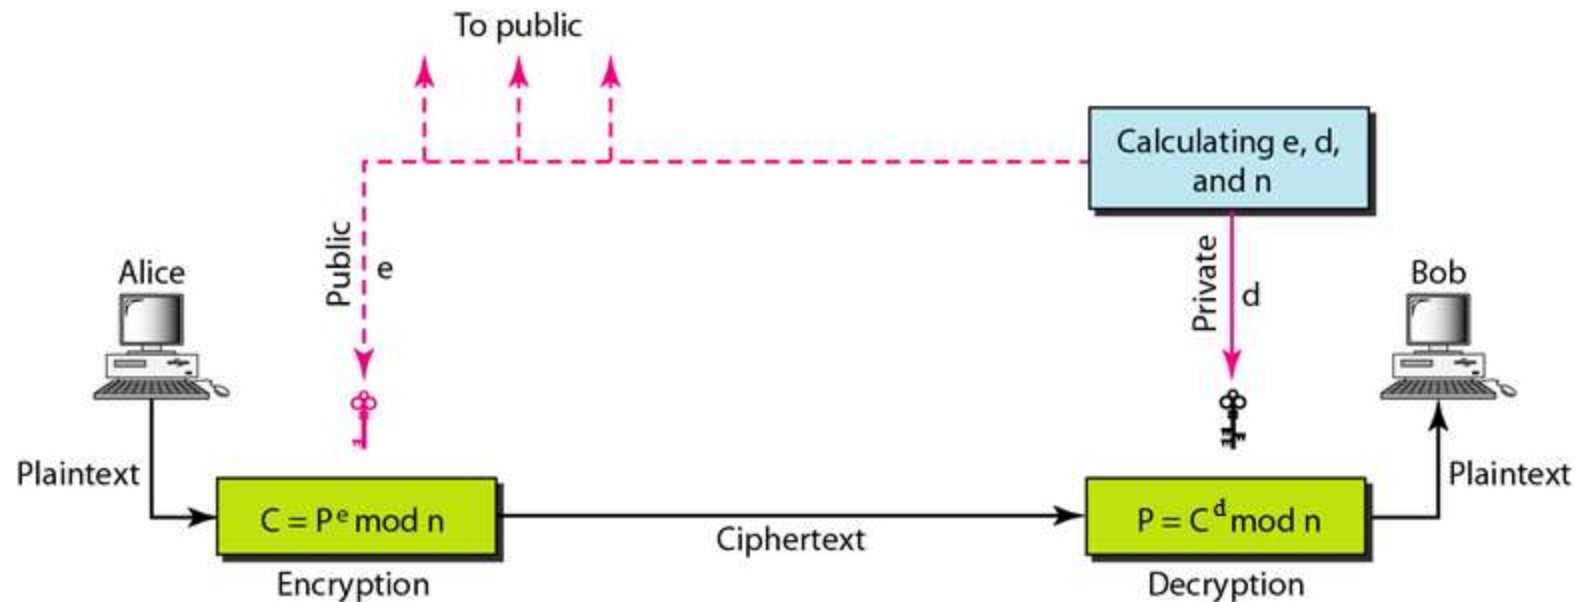 To public
Calculating e, d,
and n
Public
e
Private
d
Alice
Bob
Plaintext
C = P^e mod n
Ciphertext
P = C^d mod n
Plaintext
Encryption
Decryption